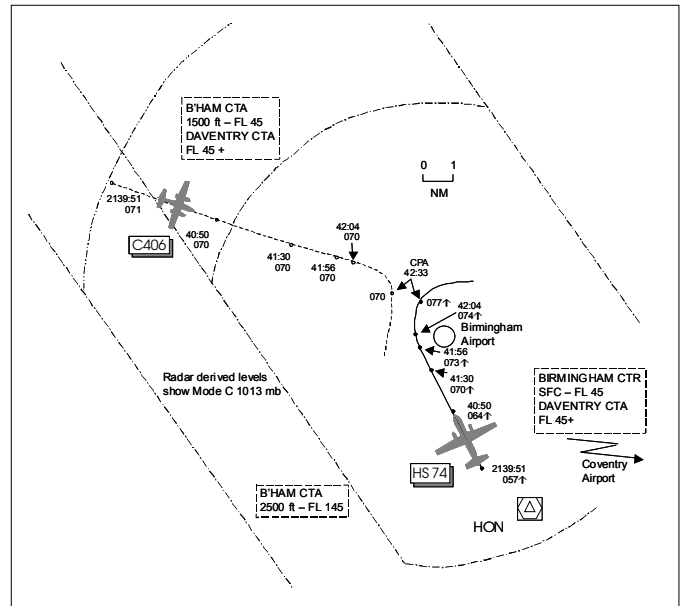 B'HAM CTA
1500 ft – FL 45
DAVENTRY CTA
FL 45 +
0 1
NM
2139:51
071
C406
40:50
070
41:30
070
41:56
070
42:04
070
CPA
42:33
070
077↑
42:04
074↑
Birmingham
Airport
41:56
073↑
41:30
070↑
40:50
064↑
Radar derived levels
show Mode C 1013 mb
BIRMINGHAM CTR
SFC – FL 45
DAVENTRY CTA
FL 45+
Coventry
Airport
HS 74
2139:51
057↑
B'HAM CTA
2500 ft – FL 145
HON